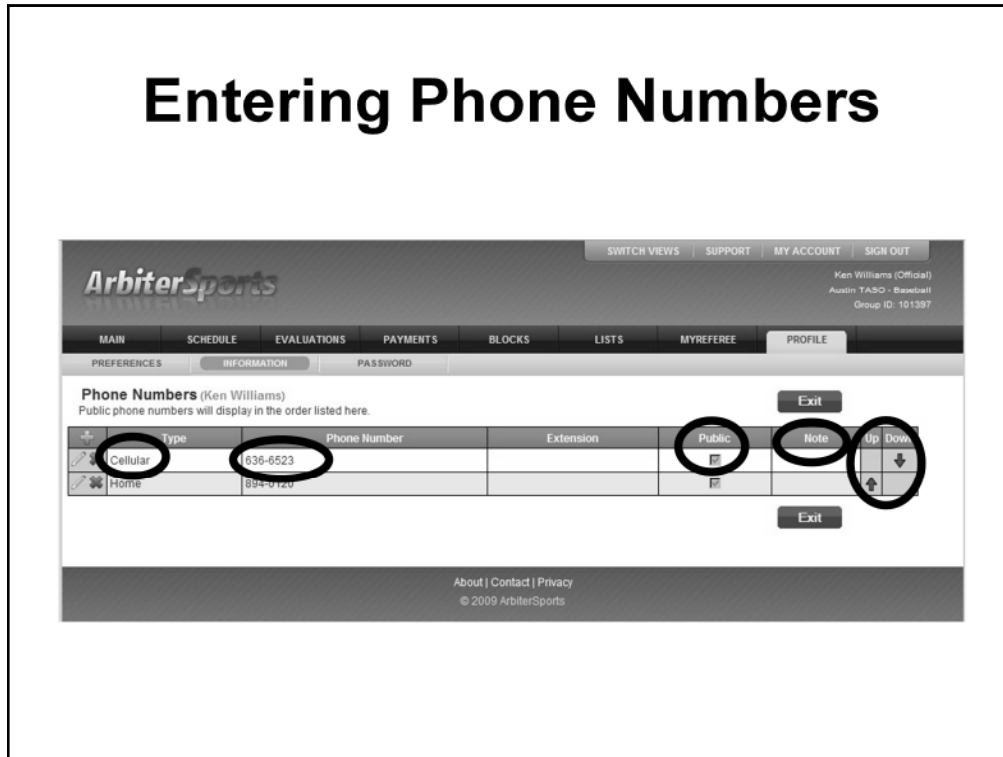 Entering Phone Numbers
SWITCH VIEWS SUPPORT MY ACCOUNT SIGN OUT
ArbiterSports
Ken Williams (Official)
Austin TASO - Baseball
Group ID: 101397
MAIN SCHEDULE EVALUATIONS PAYMENTS BLOCKS LISTS MYREFEREE PROFILE
PREFERENCES INFORMATION PASSWORD
Phone Numbers (Ken Williams)
Public phone numbers will display in the order listed here.
Exit
Type Phone Number Extension Public Note Up Down
Cellular 636-6523
Home 894-0120
Exit
About | Contact | Privacy
© 2009 ArbiterSports